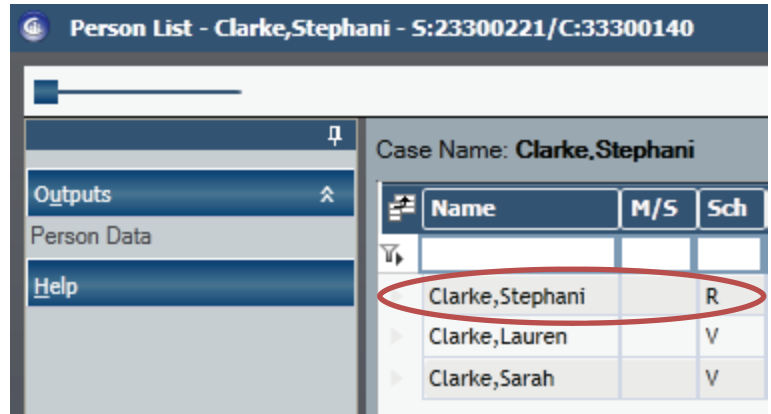 Person List - Clarke,Stephani - S:23300221/C:33300140
Outputs
Person Data
Help
Case Name: Clarke,Stephani
Name M/S Sch
Clarke,Stephani R
Clarke,Lauren V
Clarke,Sarah V